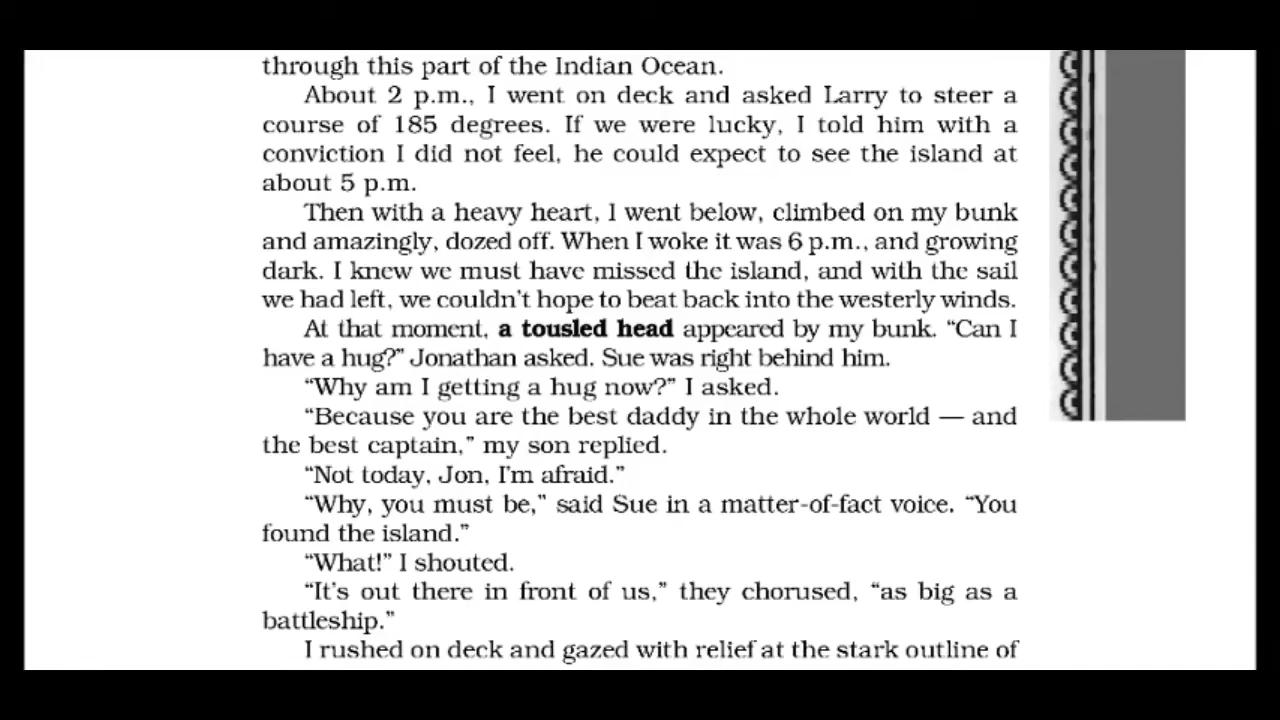 through this part of the Indian Ocean.
About 2 p.m., I went on deck and asked Larry to steer a
course of 185 degrees. If we were lucky, I told him with a
conviction I did not feel, he could expect to see the island at
about 5 p.m.
Then with a heavy heart, I went below, climbed on my bunk
and amazingly, dozed off. When I woke it was 6 p.m., and growing
dark. I knew we must have missed the island, and with the sail
we had left, we couldn't hope to beat back into the westerly winds.
At that moment, a tousled head appeared by my bunk. “Can I
have a hug?” Jonathan asked. Sue was right behind him.
“Why am I getting a hug now?” I asked.
“Because you are the best daddy in the whole world — and
the best captain,” my son replied.
“Not today, Jon, I'm afraid.”
“Why, you must be,” said Sue in a matter-of-fact voice. “You
found the island.”
“What!” I shouted.
“It's out there in front of us,” they chorused, “as big as a
battleship.”
I rushed on deck and gazed with relief at the stark outline of